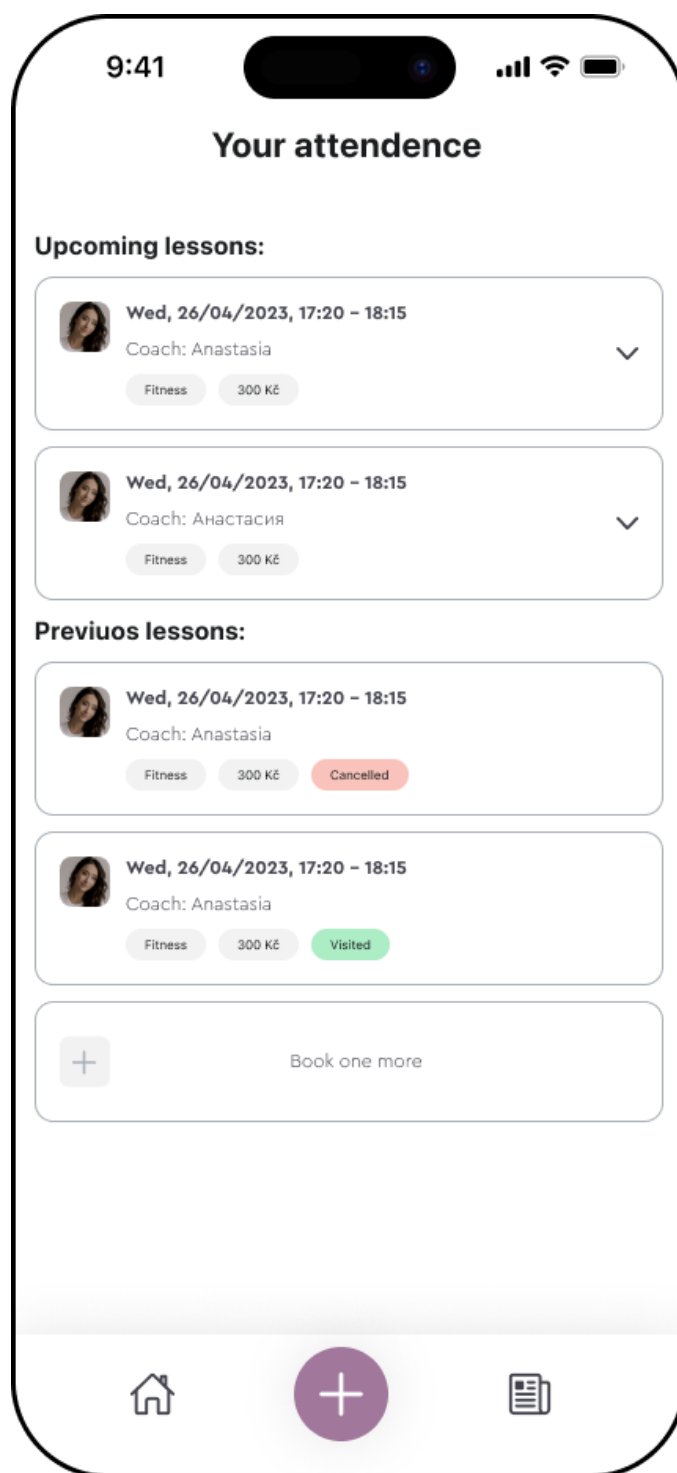 9:41
Your attendence
Upcoming lessons:
Wed, 26/04/2023, 17:20 – 18:15
Coach: Anastasia
Fitness 300 Kč
Wed, 26/04/2023, 17:20 – 18:15
Coach: Анастасия
Fitness 300 Kč
Previuos lessons:
Wed, 26/04/2023, 17:20 – 18:15
Coach: Anastasia
Fitness 300 Kč Cancelled
Wed, 26/04/2023, 17:20 – 18:15
Coach: Anastasia
Fitness 300 Kč Visited
Book one more